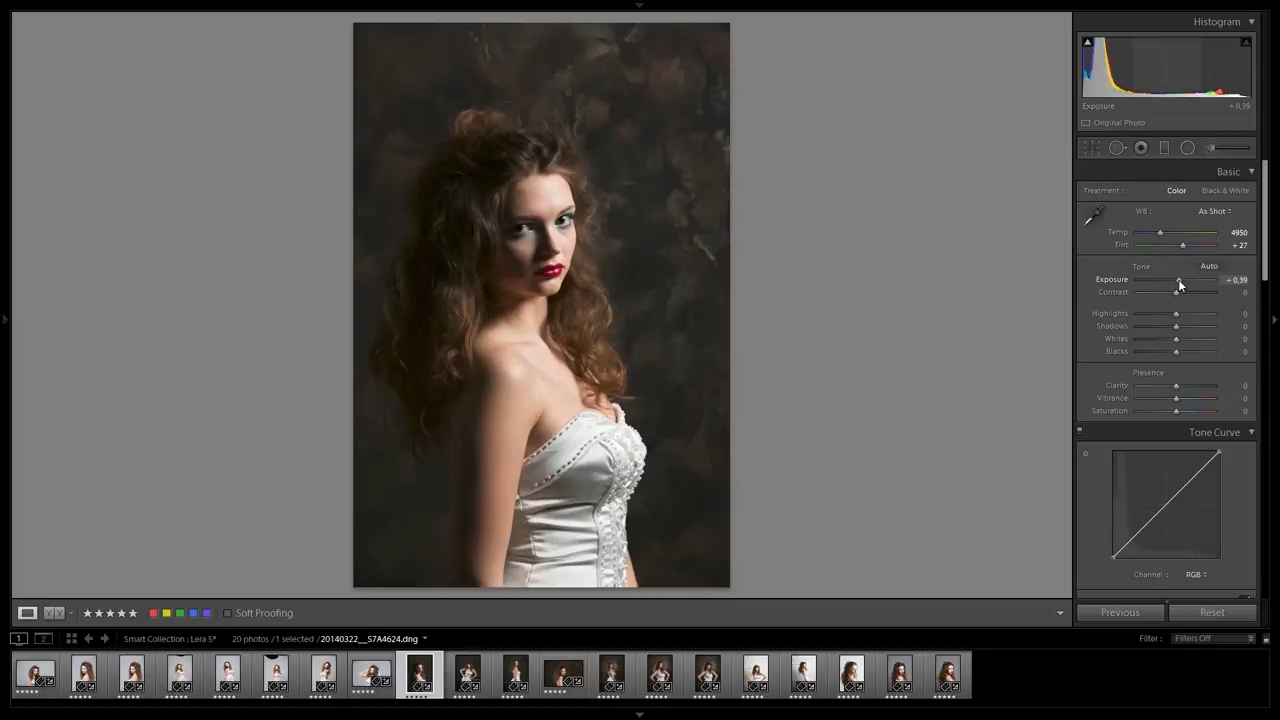 Histogram
Exposure + 0,39
Original Photo
Basic
Treatment : Color Black & White
WB : As Shot
Temp 4950
Tint + 27
Tone Auto
Exposure + 0,39
Contrast 0
Highlights 0
Shadows 0
Whites 0
Blacks 0
Presence
Clarity 0
Vibrance 0
Saturation 0
Tone Curve
Channel : RGB
Previous Reset
Y Y Soft Proofing
1 2 Smart Collection : Lera 5* 20 photos / 1 selected / 20140322__S7A4624.dng Filter : Filters Off